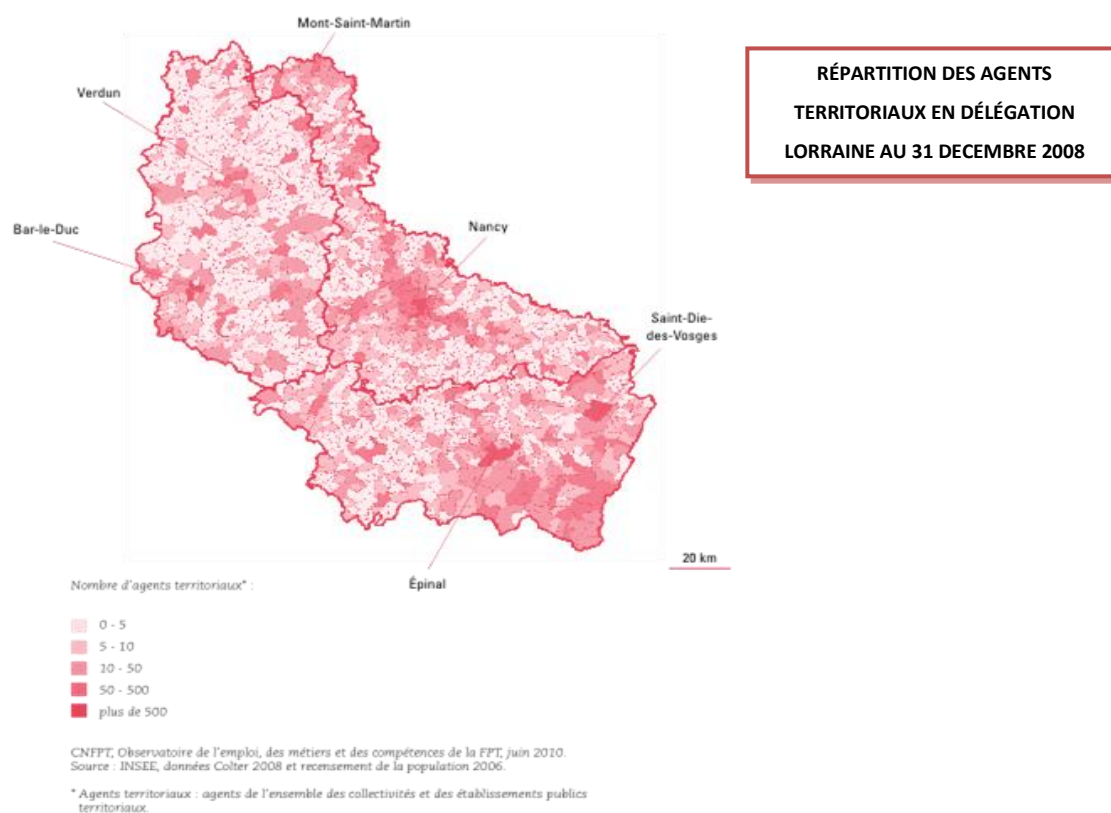 Mont-Saint-Martin
RÉPARTITION DES AGENTS
TERRITORIAUX EN DÉLÉGATION
LORRAINE AU 31 DECEMBRE 2008
Verdun
Bar-le-Duc
Nancy
Saint-Die-
des-Vosges
20 km
Épinal
Nombre d'agents territoriaux* :
0 - 5
5 - 10
10 - 50
50 - 500
plus de 500
CNFPT, Observatoire de l'emploi, des métiers et des compétences de la FPT, juin 2010.
Source : INSEE, données Colter 2008 et recensement de la population 2006.
* Agents territoriaux : agents de l'ensemble des collectivités et des établissements publics
territoriaux.